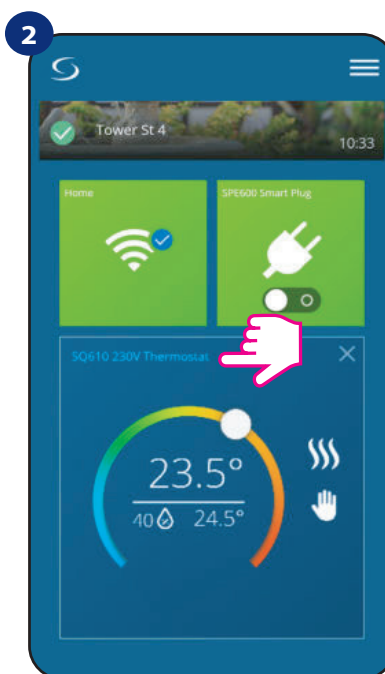 2
Tower St 4
10:33
Home
SPE600 Smart Plug
SQ610 230V Thermostat
23.5°
40 24.5°